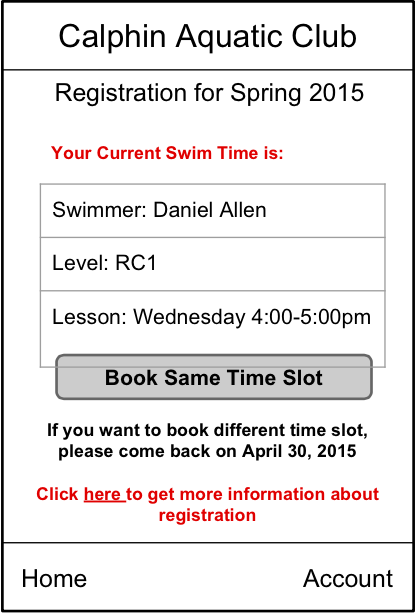 Calphin Aquatic Club
Registration for Spring 2015
Your Current Swim Time is:
Swimmer: Daniel Allen
Level: RC1
Lesson: Wednesday 4:00-5:00pm
Book Same Time Slot
If you want to book different time slot,
please come back on April 30, 2015
Click here to get more information about
registration
Home
Account